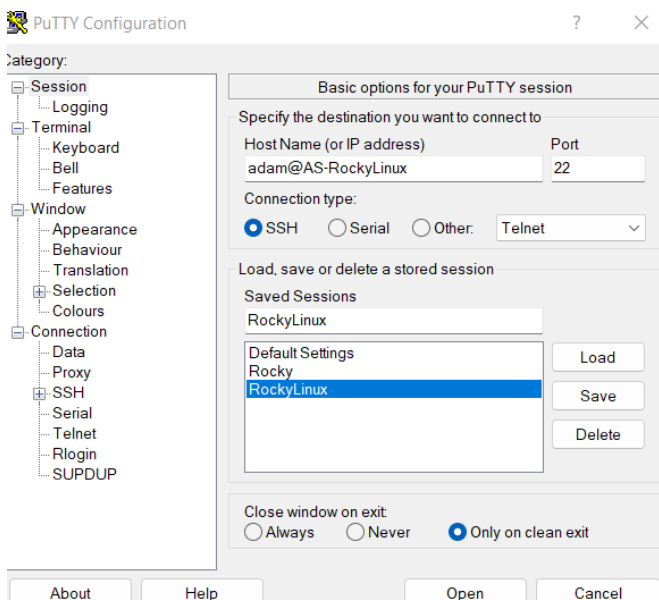 PuTTY Configuration
?
Category:
Session
Logging
Terminal
Keyboard
Bell
Features
Window
Appearance
Behaviour
Translation
Selection
Colours
Connection
Data
Proxy
SSH
Serial
Telnet
Rlogin
SUPDUP
Basic options for your PuTTY session
Specify the destination you want to connect to
Host Name (or IP address) Port
adam@AS-RockyLinux 22
Connection type:
SSH Serial Other: Telnet
Load, save or delete a stored session
Saved Sessions
RockyLinux
Default Settings
Rocky
RockyLinux
Load
Save
Delete
Close window on exit:
Always Never Only on clean exit
About Help Open Cancel